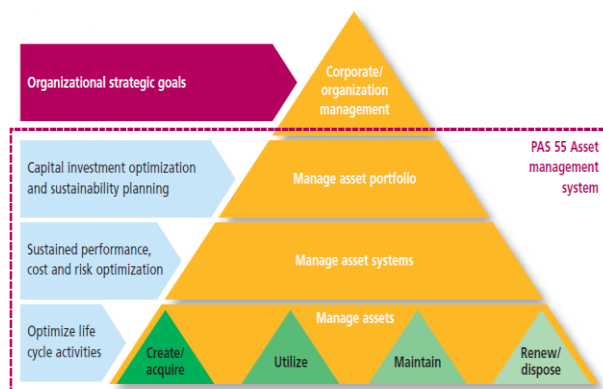 Organizational strategic goals
Corporate/
organization
management
PAS 55 Asset
management
system
Capital investment optimization
and sustainability planning
Manage asset portfolio
Sustained performance,
cost and risk optimization
Manage asset systems
Optimize life
cycle activities
Manage assets
Create/
acquire
Utilize
Maintain
Renew/
dispose